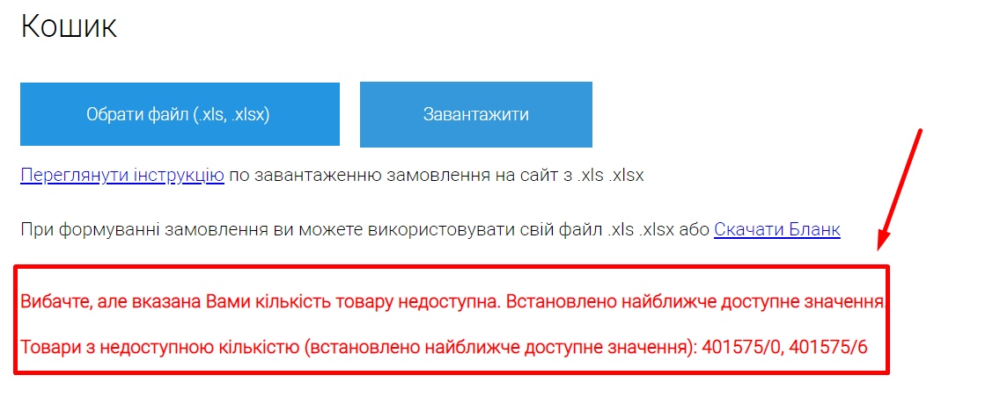 Кошик
Обрати файл (.xls, .xlsx)
Завантажити
Переглянути інструкцію по завантаженню замовлення на сайт з .xls .xlsx
При формуванні замовлення ви можете використовувати свій файл .xls .xlsx або Скачати Бланк
Вибачте, але вказана Вами кількість товару недоступна. Встановлено найближче доступне значення.
Товари з недоступною кількістю (встановлено найближче доступне значення): 401575/0, 401575/6